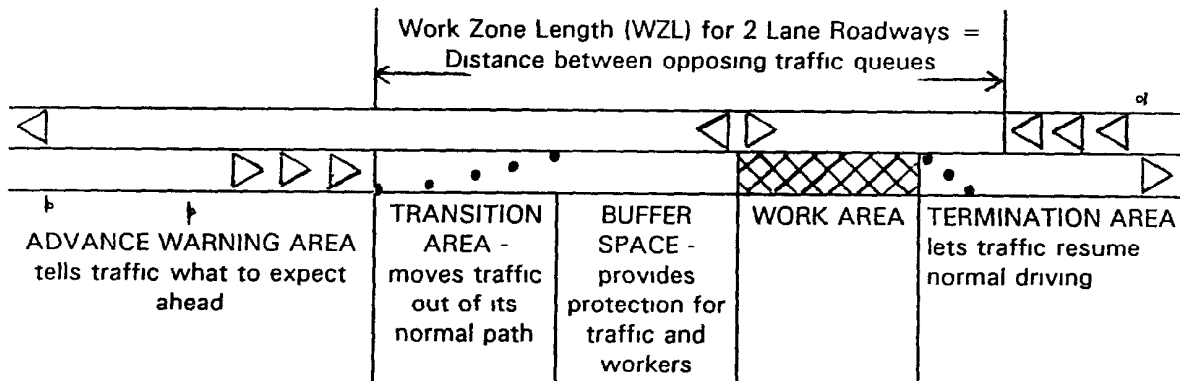 Work Zone Length (WZL) for 2 Lane Roadways =
Distance between opposing traffic queues
ADVANCE WARNING AREA
tells traffic what to expect
ahead
TRANSITION
AREA -
moves traffic
out of its
normal path
BUFFER
SPACE -
provides
protection for
traffic and
workers
WORK AREA
TERMINATION AREA
lets traffic resume
normal driving